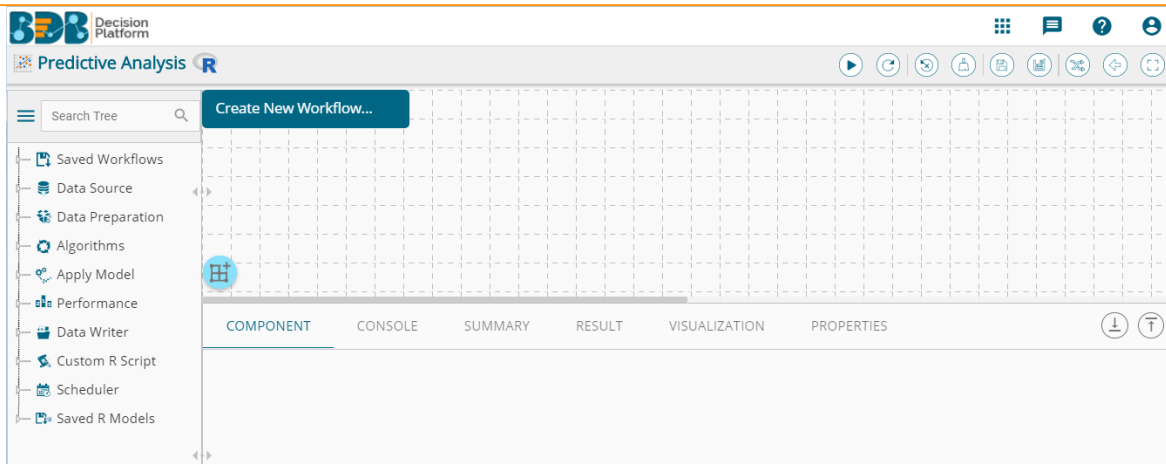 BDB Decision
Platform
Predictive Analysis R
Search Tree
Create New Workflow...
Saved Workflows
Data Source
Data Preparation
Algorithms
Apply Model
Performance
Data Writer
Custom R Script
Scheduler
Saved R Models
COMPONENT CONSOLE SUMMARY RESULT VISUALIZATION PROPERTIES